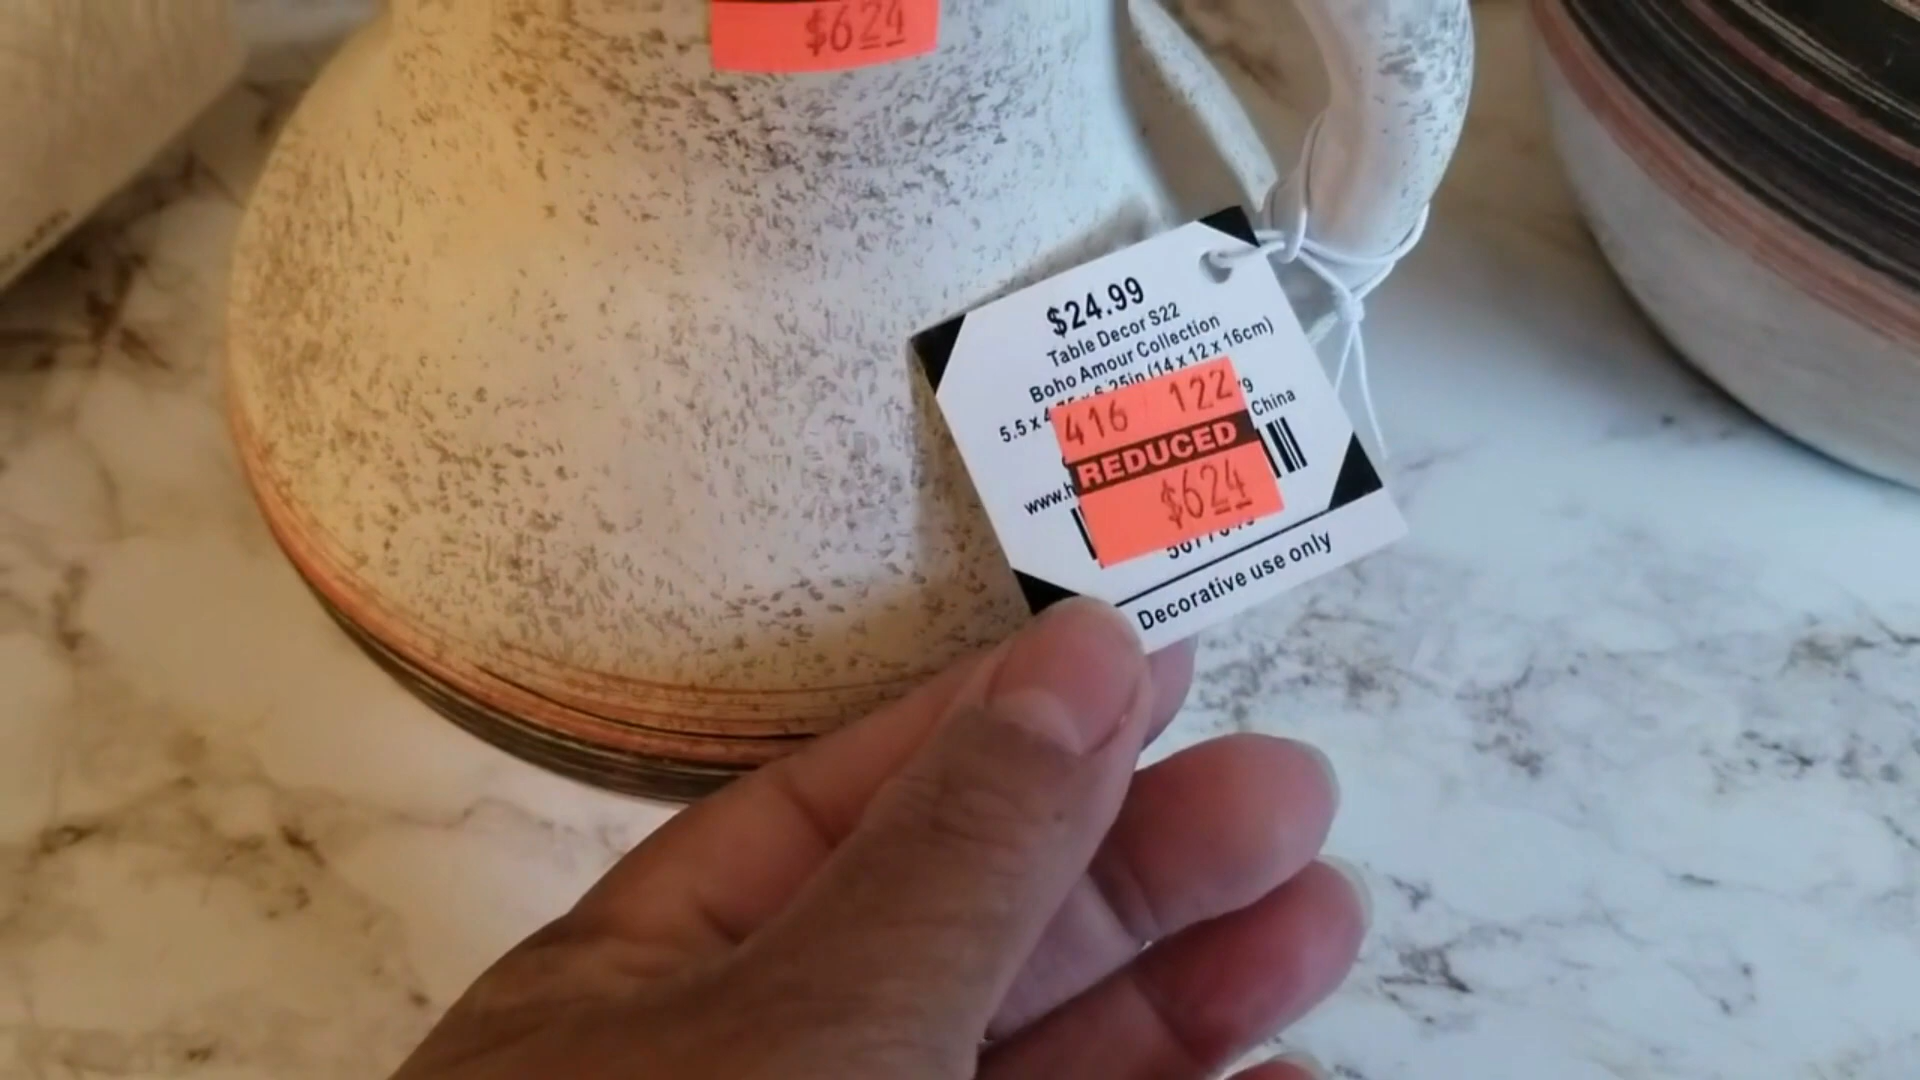 $624
$24.99
Table Decor S22
Boho Amour Collection
5.5 x 6.25in (14 x 12 x 16cm)
416 122
China
REDUCED
$624
www.h
Decorative use only